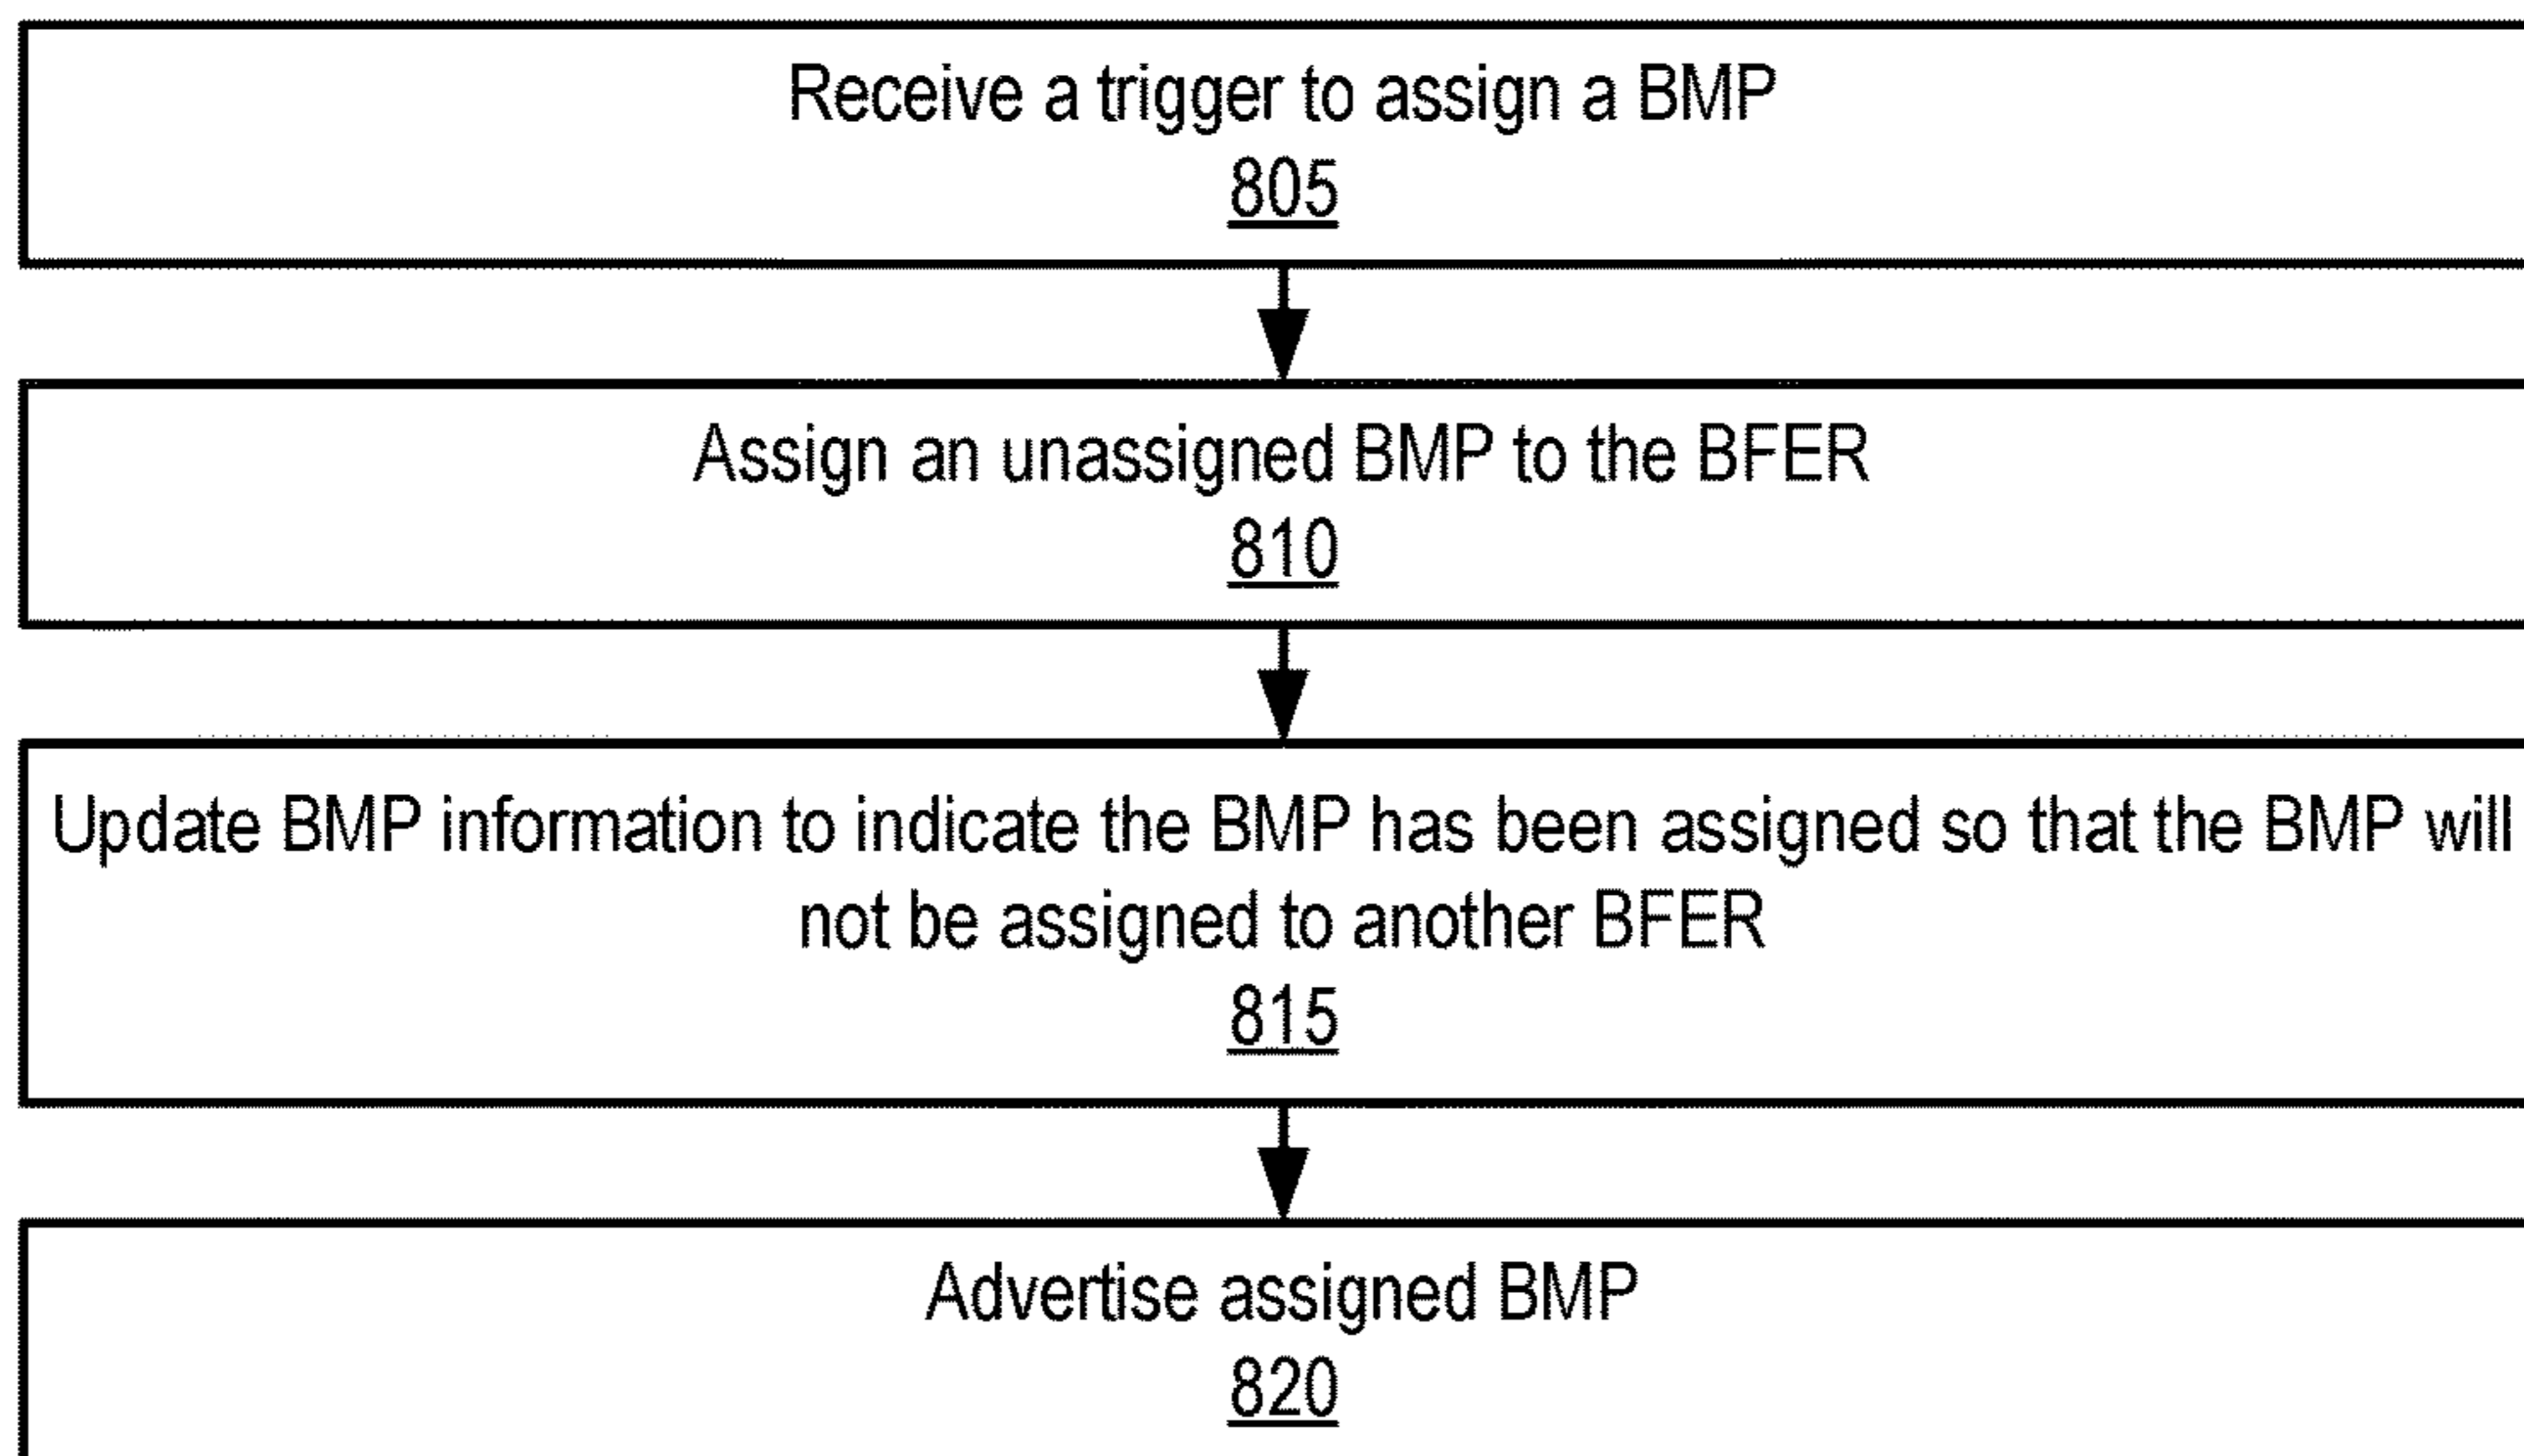 Receive a trigger to assign a BMP
805
Assign an unassigned BMP to the BFER
810
Update BMP information to indicate the BMP has been assigned so that the BMP will
not be assigned to another BFER
815
Advertise assigned BMP
820